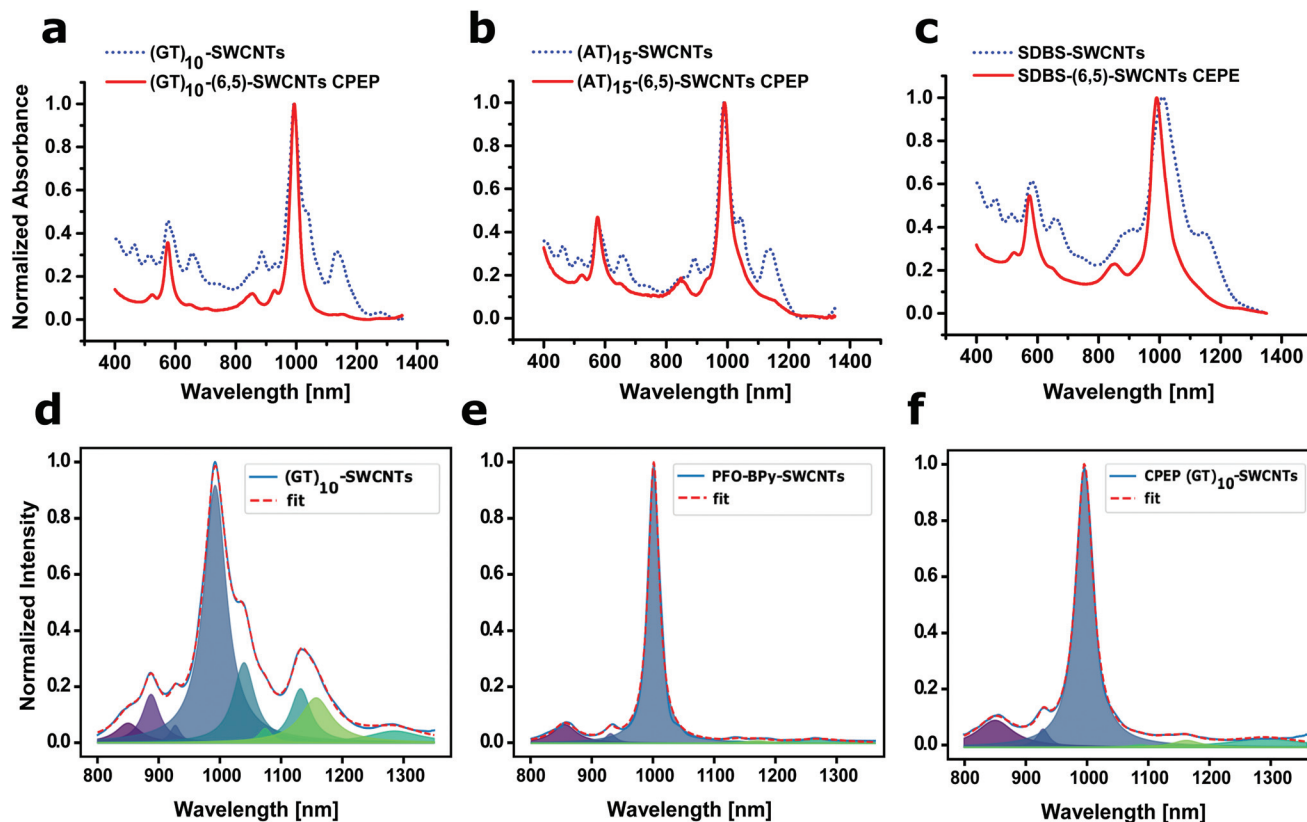 a
(GT)10-SWCNTs
(GT)10-(6,5)-SWCNTs CPEP
Normalized Absorbance
1.0
0.8
0.6
0.4
0.2
0.0
400 600 800 1000 1200 1400
Wavelength [nm]
b
(AT)15-SWCNTs
(AT)15-(6,5)-SWCNTs CPEP
1.0
0.8
0.6
0.4
0.2
0.0
400 600 800 1000 1200 1400
Wavelength [nm]
c
SDBS-SWCNTs
SDBS-(6,5)-SWCNTs CEPE
1.0
0.8
0.6
0.4
0.2
0.0
400 600 800 1000 1200 1400
Wavelength [nm]
d
(GT)10-SWCNTs
fit
Normalized Intensity
1.0
0.8
0.6
0.4
0.2
0.0
800 900 1000 1100 1200 1300
Wavelength [nm]
e
PFO-BPy-SWCNTs
fit
1.0
0.8
0.6
0.4
0.2
0.0
800 900 1000 1100 1200 1300
Wavelength [nm]
f
CPEP (GT)10-SWCNTs
fit
1.0
0.8
0.6
0.4
0.2
0.0
800 900 1000 1100 1200 1300
Wavelength [nm]